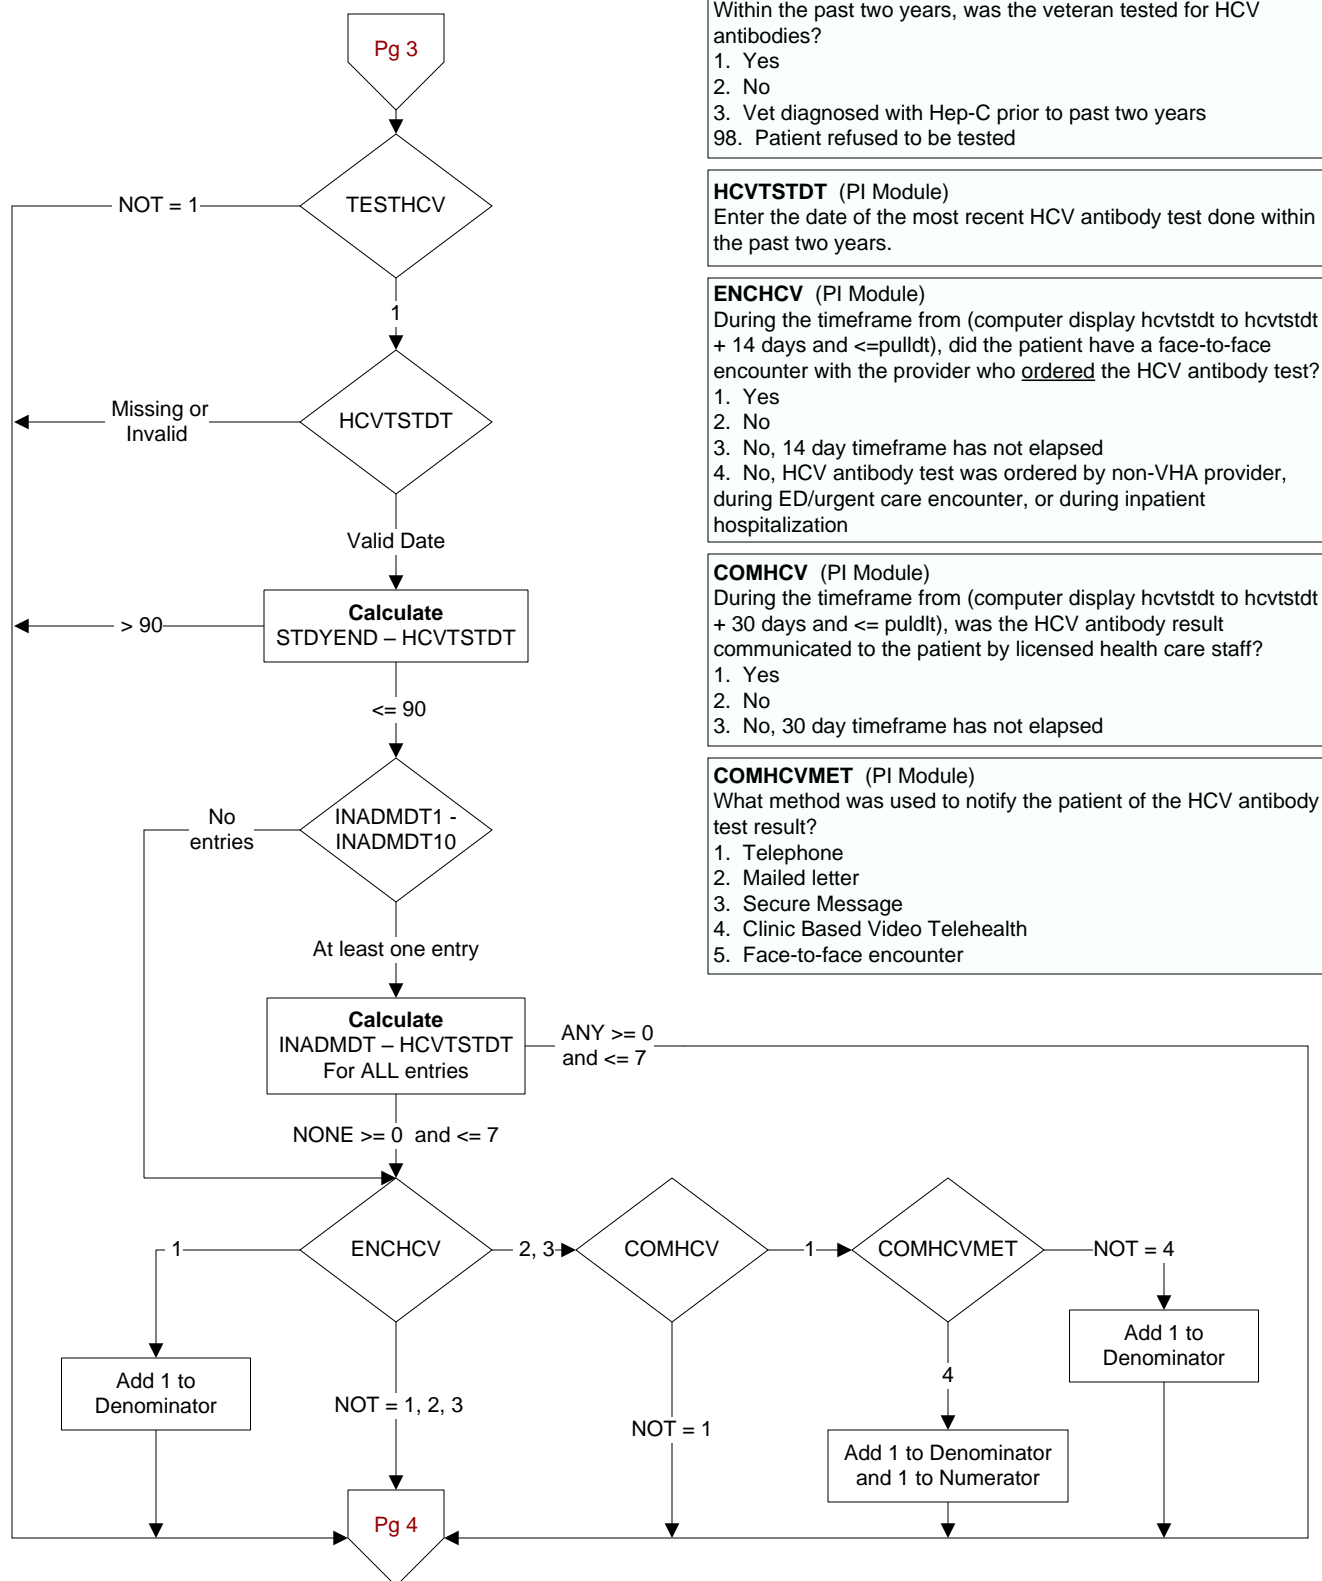 Pg 3
NOT = 1
TESTHCV
1
Missing or
Invalid
HCVTSTDT
Valid Date
> 90
Calculate
STDYEND – HCVTSTDT
<= 90
No
entries
INADMDT1 -
INADMDT10
At least one entry
Calculate
INADMDT – HCVTSTDT
For ALL entries
ANY >= 0
and <= 7
NONE >= 0 and <= 7
1
ENCHCV
2, 3
COMHCV
1
COMHCVMET
NOT = 4
Add 1 to
Denominator
Add 1 to
Denominator
NOT = 1, 2, 3
NOT = 1
4
Add 1 to Denominator
and 1 to Numerator
Pg 4
Within the past two years, was the veteran tested for HCV
antibodies?
1. Yes
2. No
3. Vet diagnosed with Hep-C prior to past two years
98. Patient refused to be tested
HCVTSTDT (PI Module)
Enter the date of the most recent HCV antibody test done within
the past two years.
ENCHCV (PI Module)
During the timeframe from (computer display hcvtstdt to hcvtstdt
+ 14 days and <=pulldt), did the patient have a face-to-face
encounter with the provider who ordered the HCV antibody test?
1. Yes
2. No
3. No, 14 day timeframe has not elapsed
4. No, HCV antibody test was ordered by non-VHA provider,
during ED/urgent care encounter, or during inpatient
hospitalization
COMHCV (PI Module)
During the timeframe from (computer display hcvtstdt to hcvtstdt
+ 30 days and <= puldlt), was the HCV antibody result
communicated to the patient by licensed health care staff?
1. Yes
2. No
3. No, 30 day timeframe has not elapsed
COMHCVMET (PI Module)
What method was used to notify the patient of the HCV antibody
test result?
1. Telephone
2. Mailed letter
3. Secure Message
4. Clinic Based Video Telehealth
5. Face-to-face encounter